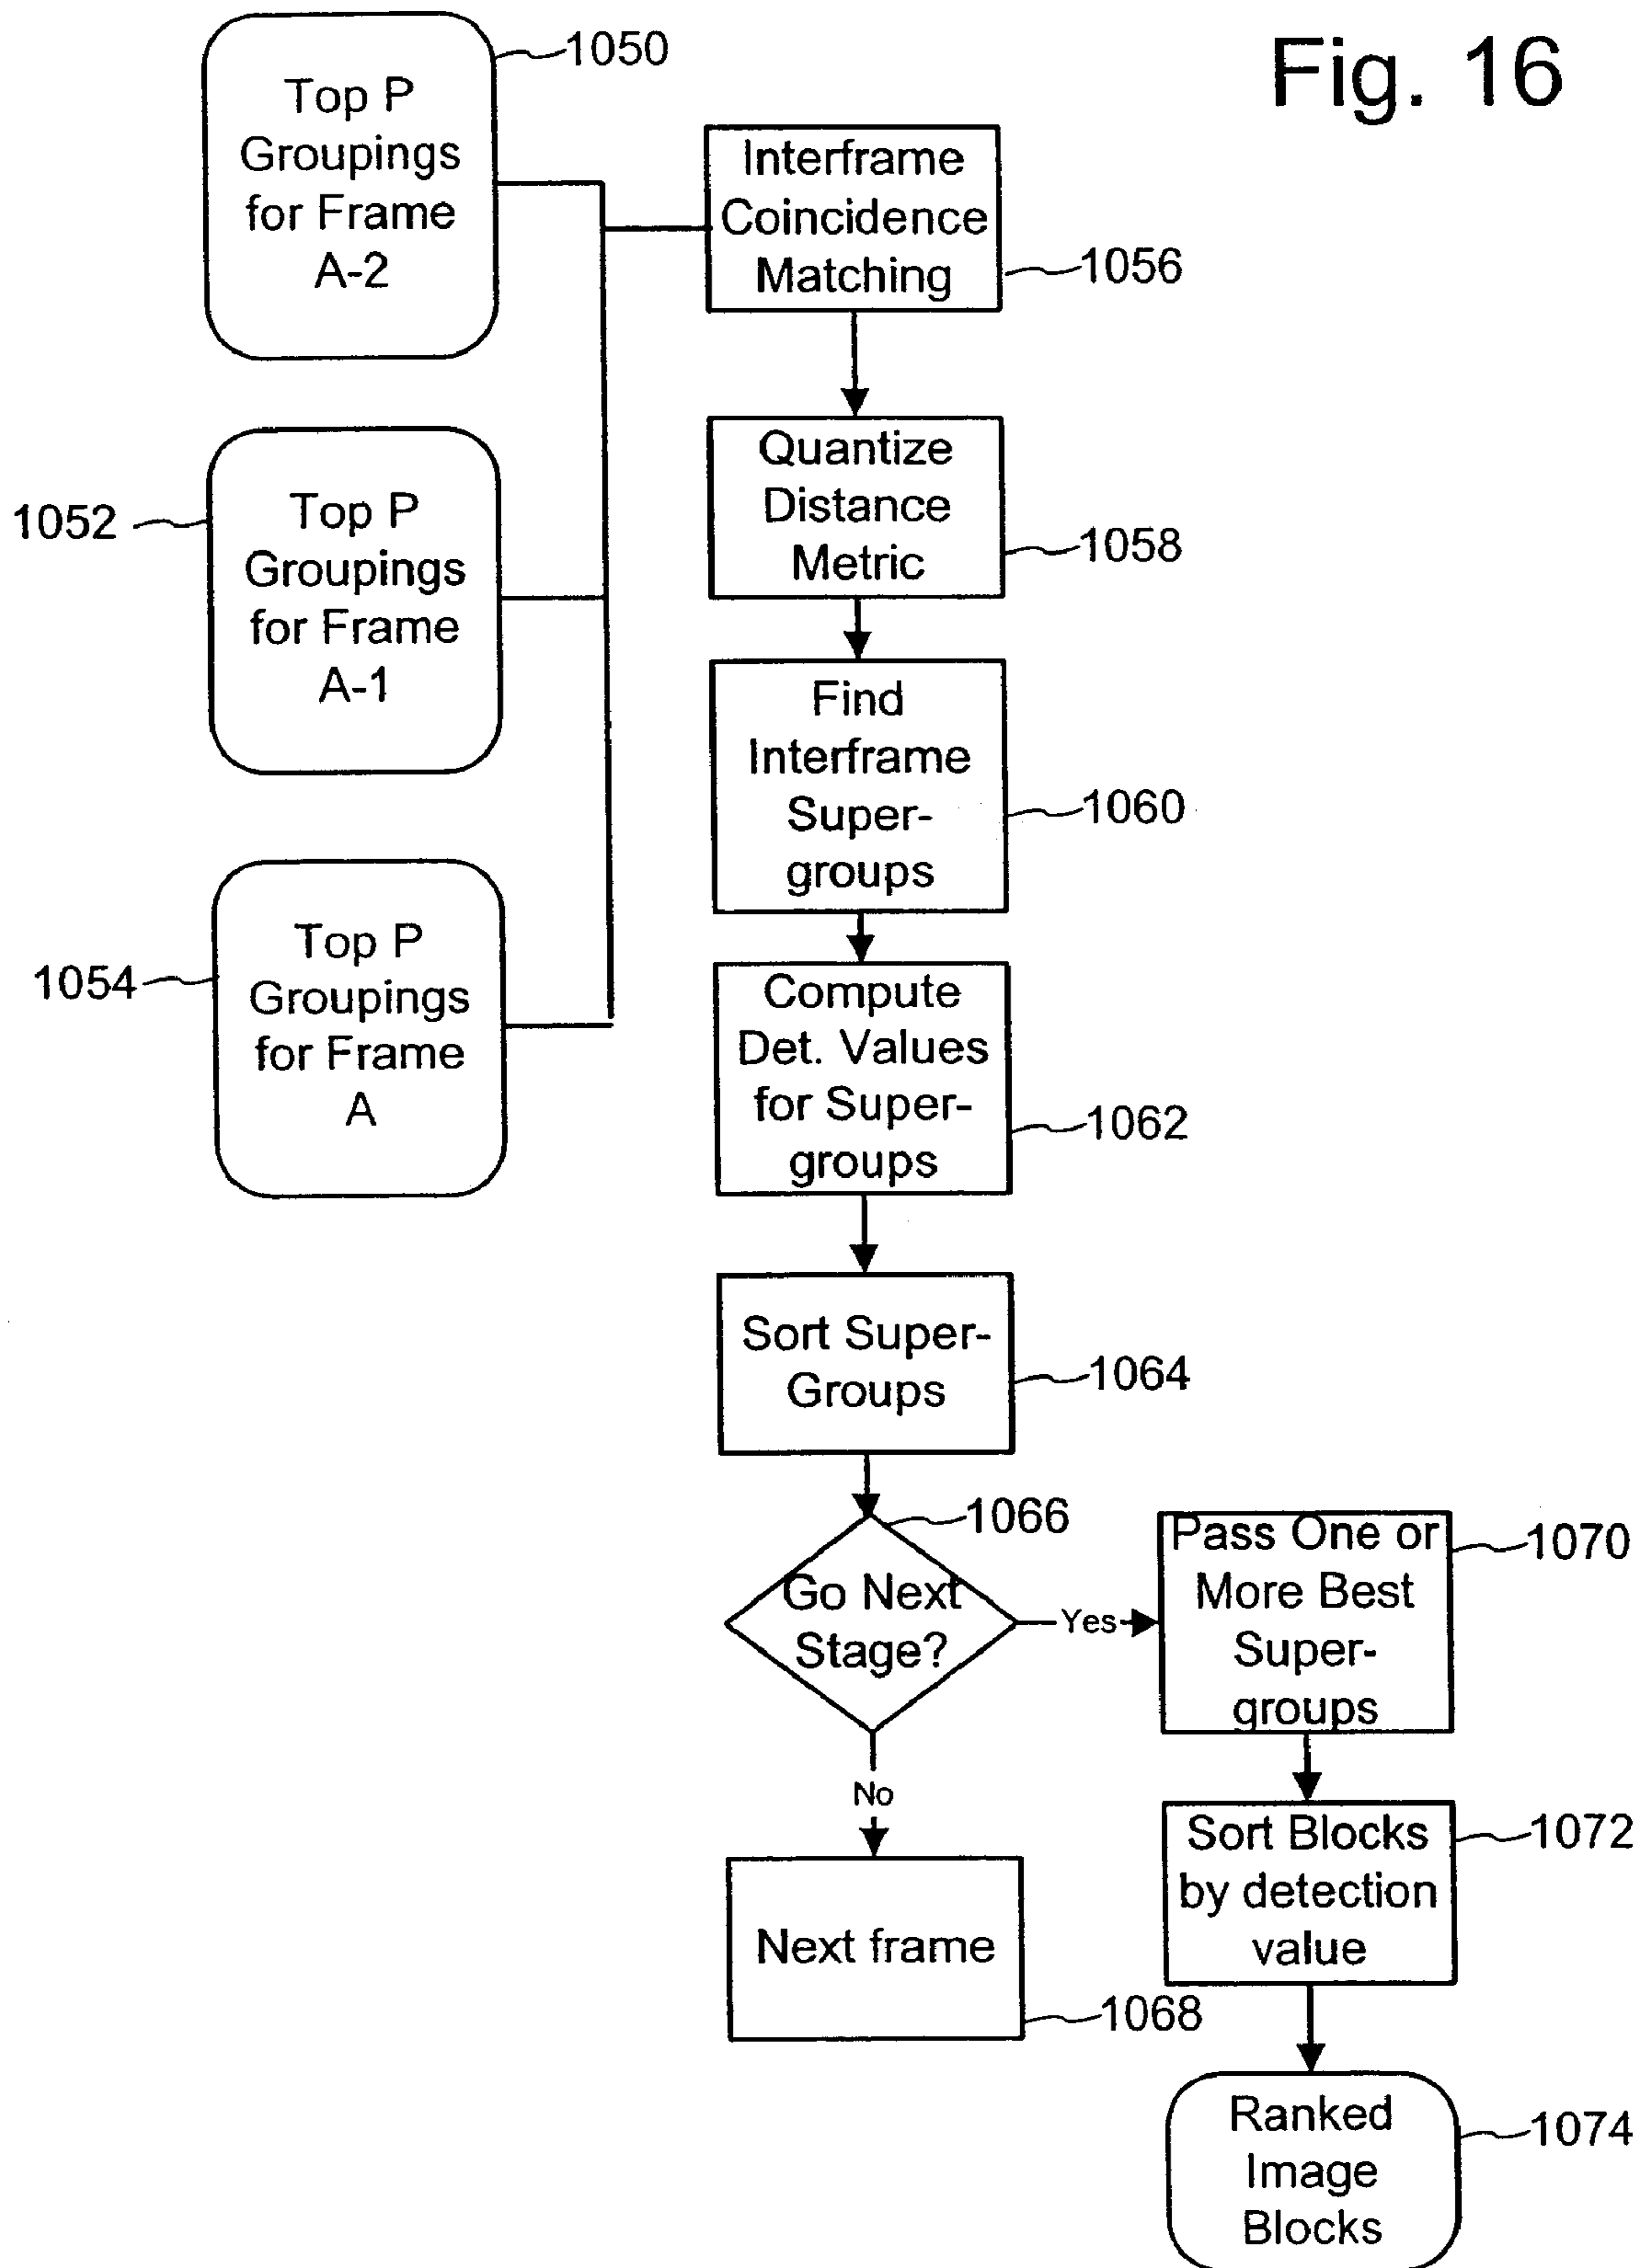 Fig. 16
1050
Top P
Groupings
for Frame
A-2
1052
Top P
Groupings
for Frame
A-1
1054
Top P
Groupings
for Frame
A
Interframe
Coincidence
Matching
1056
Quantize
Distance
Metric
1058
Find
Interframe
Super-
groups
1060
Compute
Det. Values
for Super-
groups
1062
Sort Super-
Groups
1064
1066
Go Next
Stage?
Yes
No
Next frame
1068
Pass One or
More Best
Super-
groups
1070
Sort Blocks
by detection
value
1072
Ranked
Image
Blocks
1074